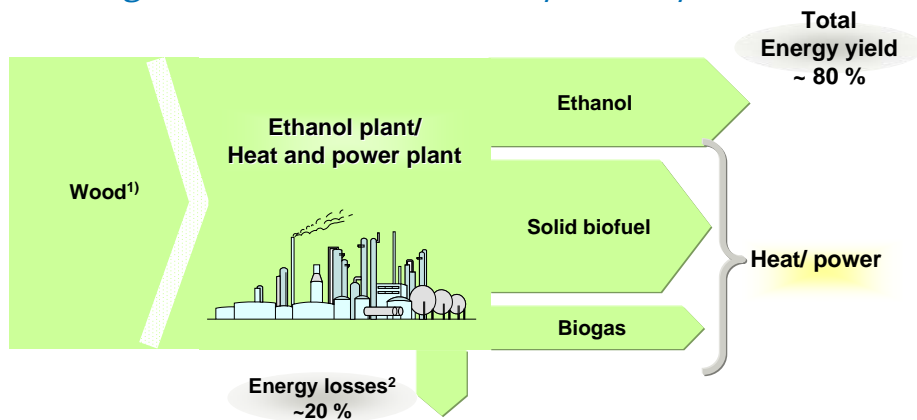 Total
Energy yield
~ 80 %
Ethanol
Ethanol plant/
Heat and power plant
Wood¹⁾
Solid biofuel
Heat/ power
Biogas
Energy losses²
~20 %